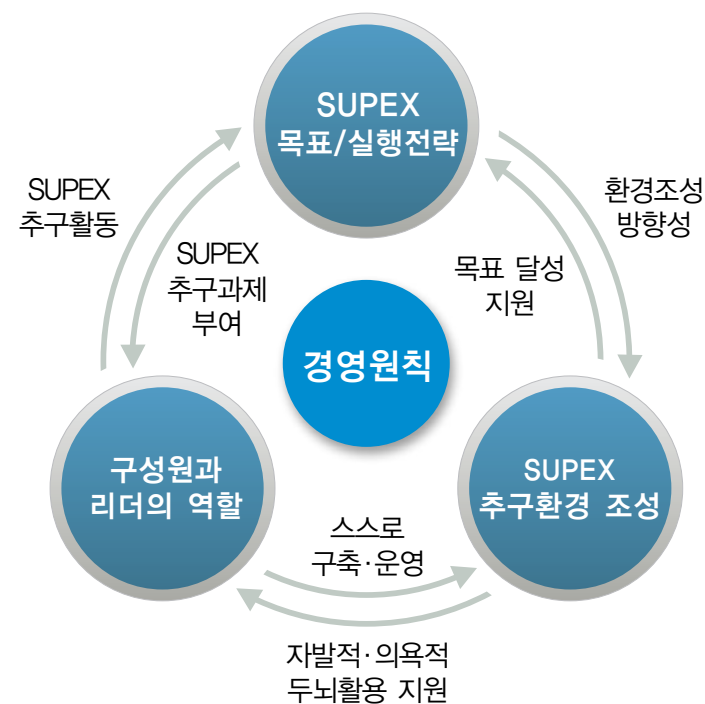 SUPEX
목표/실행전략
SUPEX
추구활동
SUPEX
추구과제
부여
목표 달성
지원
환경조성
방향성
경영원칙
구성원과
리더의 역할
SUPEX
추구환경 조성
스스로
구축·운영
자발적·의욕적
두뇌활용 지원